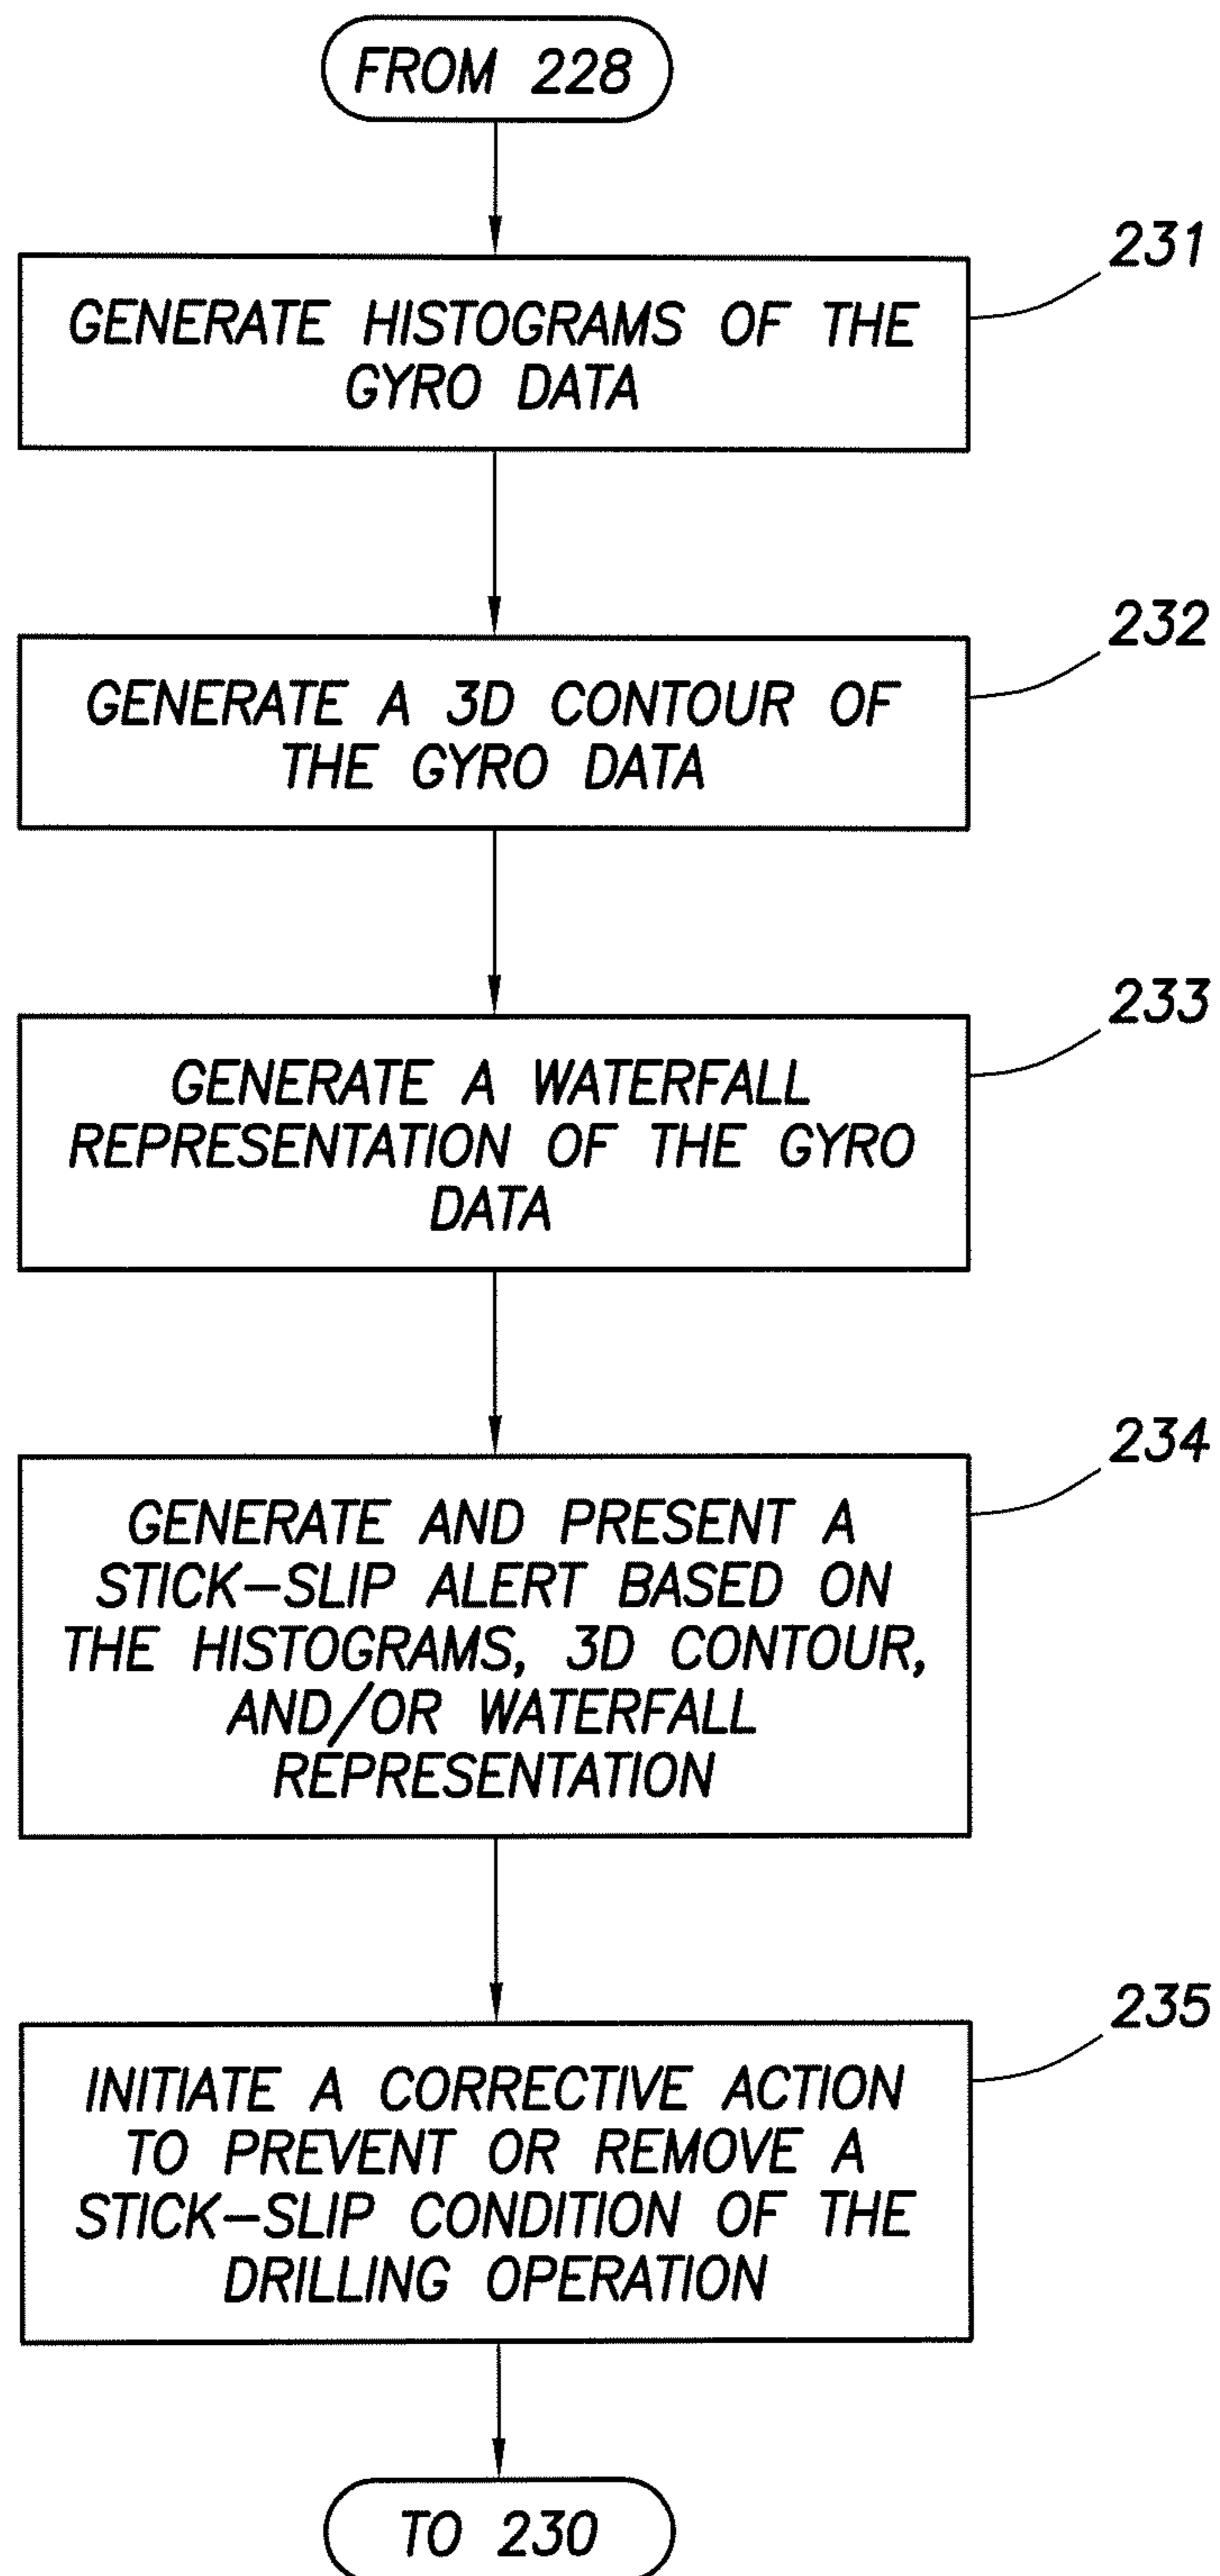 FROM 228
231
GENERATE HISTOGRAMS OF THE
GYRO DATA
232
GENERATE A 3D CONTOUR OF
THE GYRO DATA
233
GENERATE A WATERFALL
REPRESENTATION OF THE GYRO
DATA
234
GENERATE AND PRESENT A
STICK-SLIP ALERT BASED ON
THE HISTOGRAMS, 3D CONTOUR,
AND/OR WATERFALL
REPRESENTATION
235
INITIATE A CORRECTIVE ACTION
TO PREVENT OR REMOVE A
STICK-SLIP CONDITION OF THE
DRILLING OPERATION
TO 230